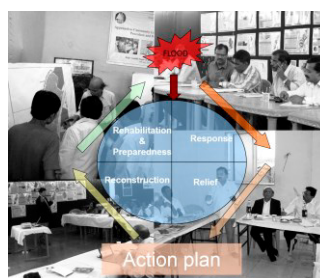 FLOOD
Rehabilitation
&
Preparedness
Response
Reconstruction
Relief
Action plan